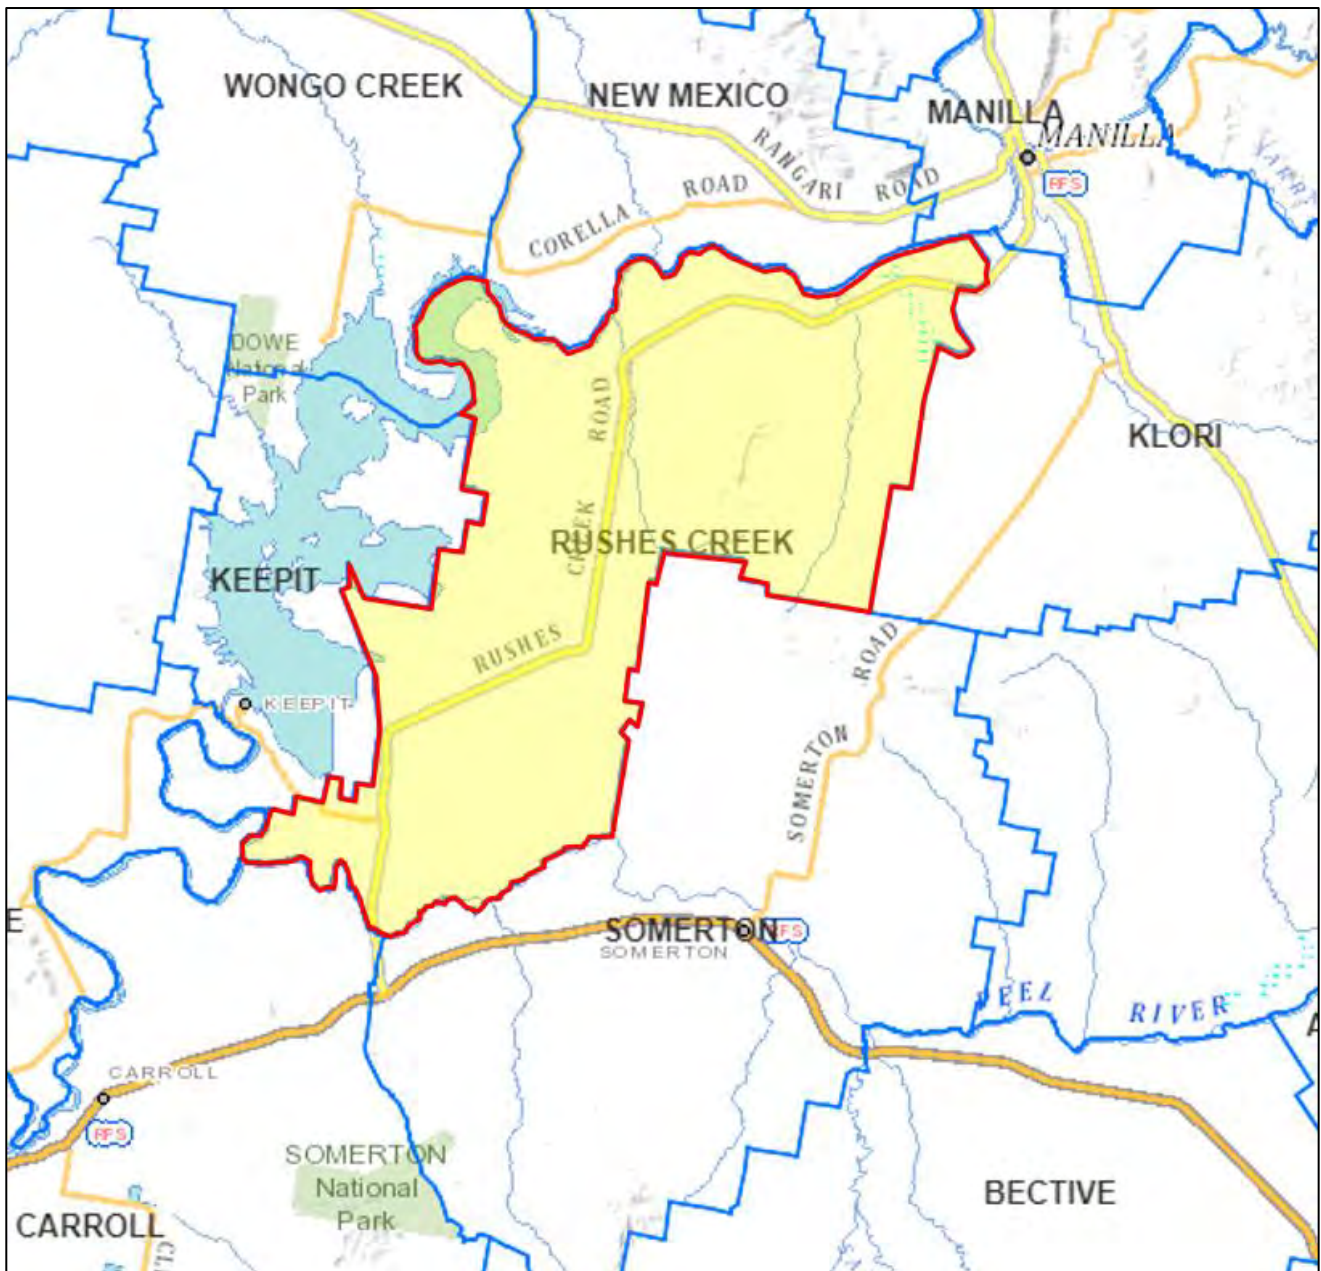 WONGO CREEK
NEW MEXICO
MANILLA
MANILLA
RFS
RANGARI ROAD
CORELLA ROAD
DOWE
National
Park
KLORI
RUSHES CREEK
RUSHES CREEK ROAD
KEEPIT
KEEPIT
SOMERTON ROAD
E
SOMERTON
RFS
SOMERTON
PEEL RIVER
CARROLL
RFS
SOMERTON
National
Park
BECTIVE
CARROLL